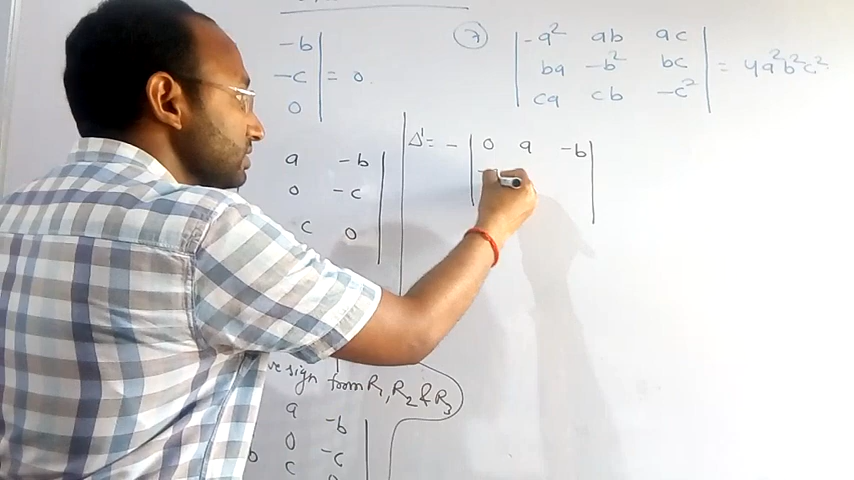 -b
-c = 0.
0
a -b
0 -c
c 0
ve sign from R₁, R₂ & R₃
a -b
0 -c
b c
⑦ | -a² ab ac |
| ba -b² bc | = 4a²b²c².
| ca cb -c² |
Δ' = - | 0 a -b |
-